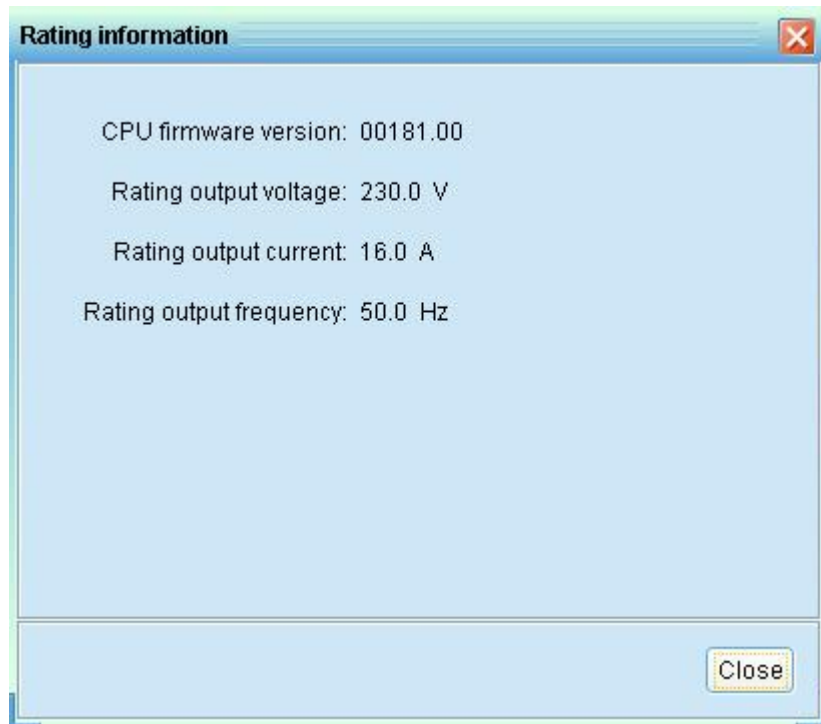 Rating information
CPU firmware version: 00181.00
Rating output voltage: 230.0 V
Rating output current: 16.0 A
Rating output frequency: 50.0 Hz
Close